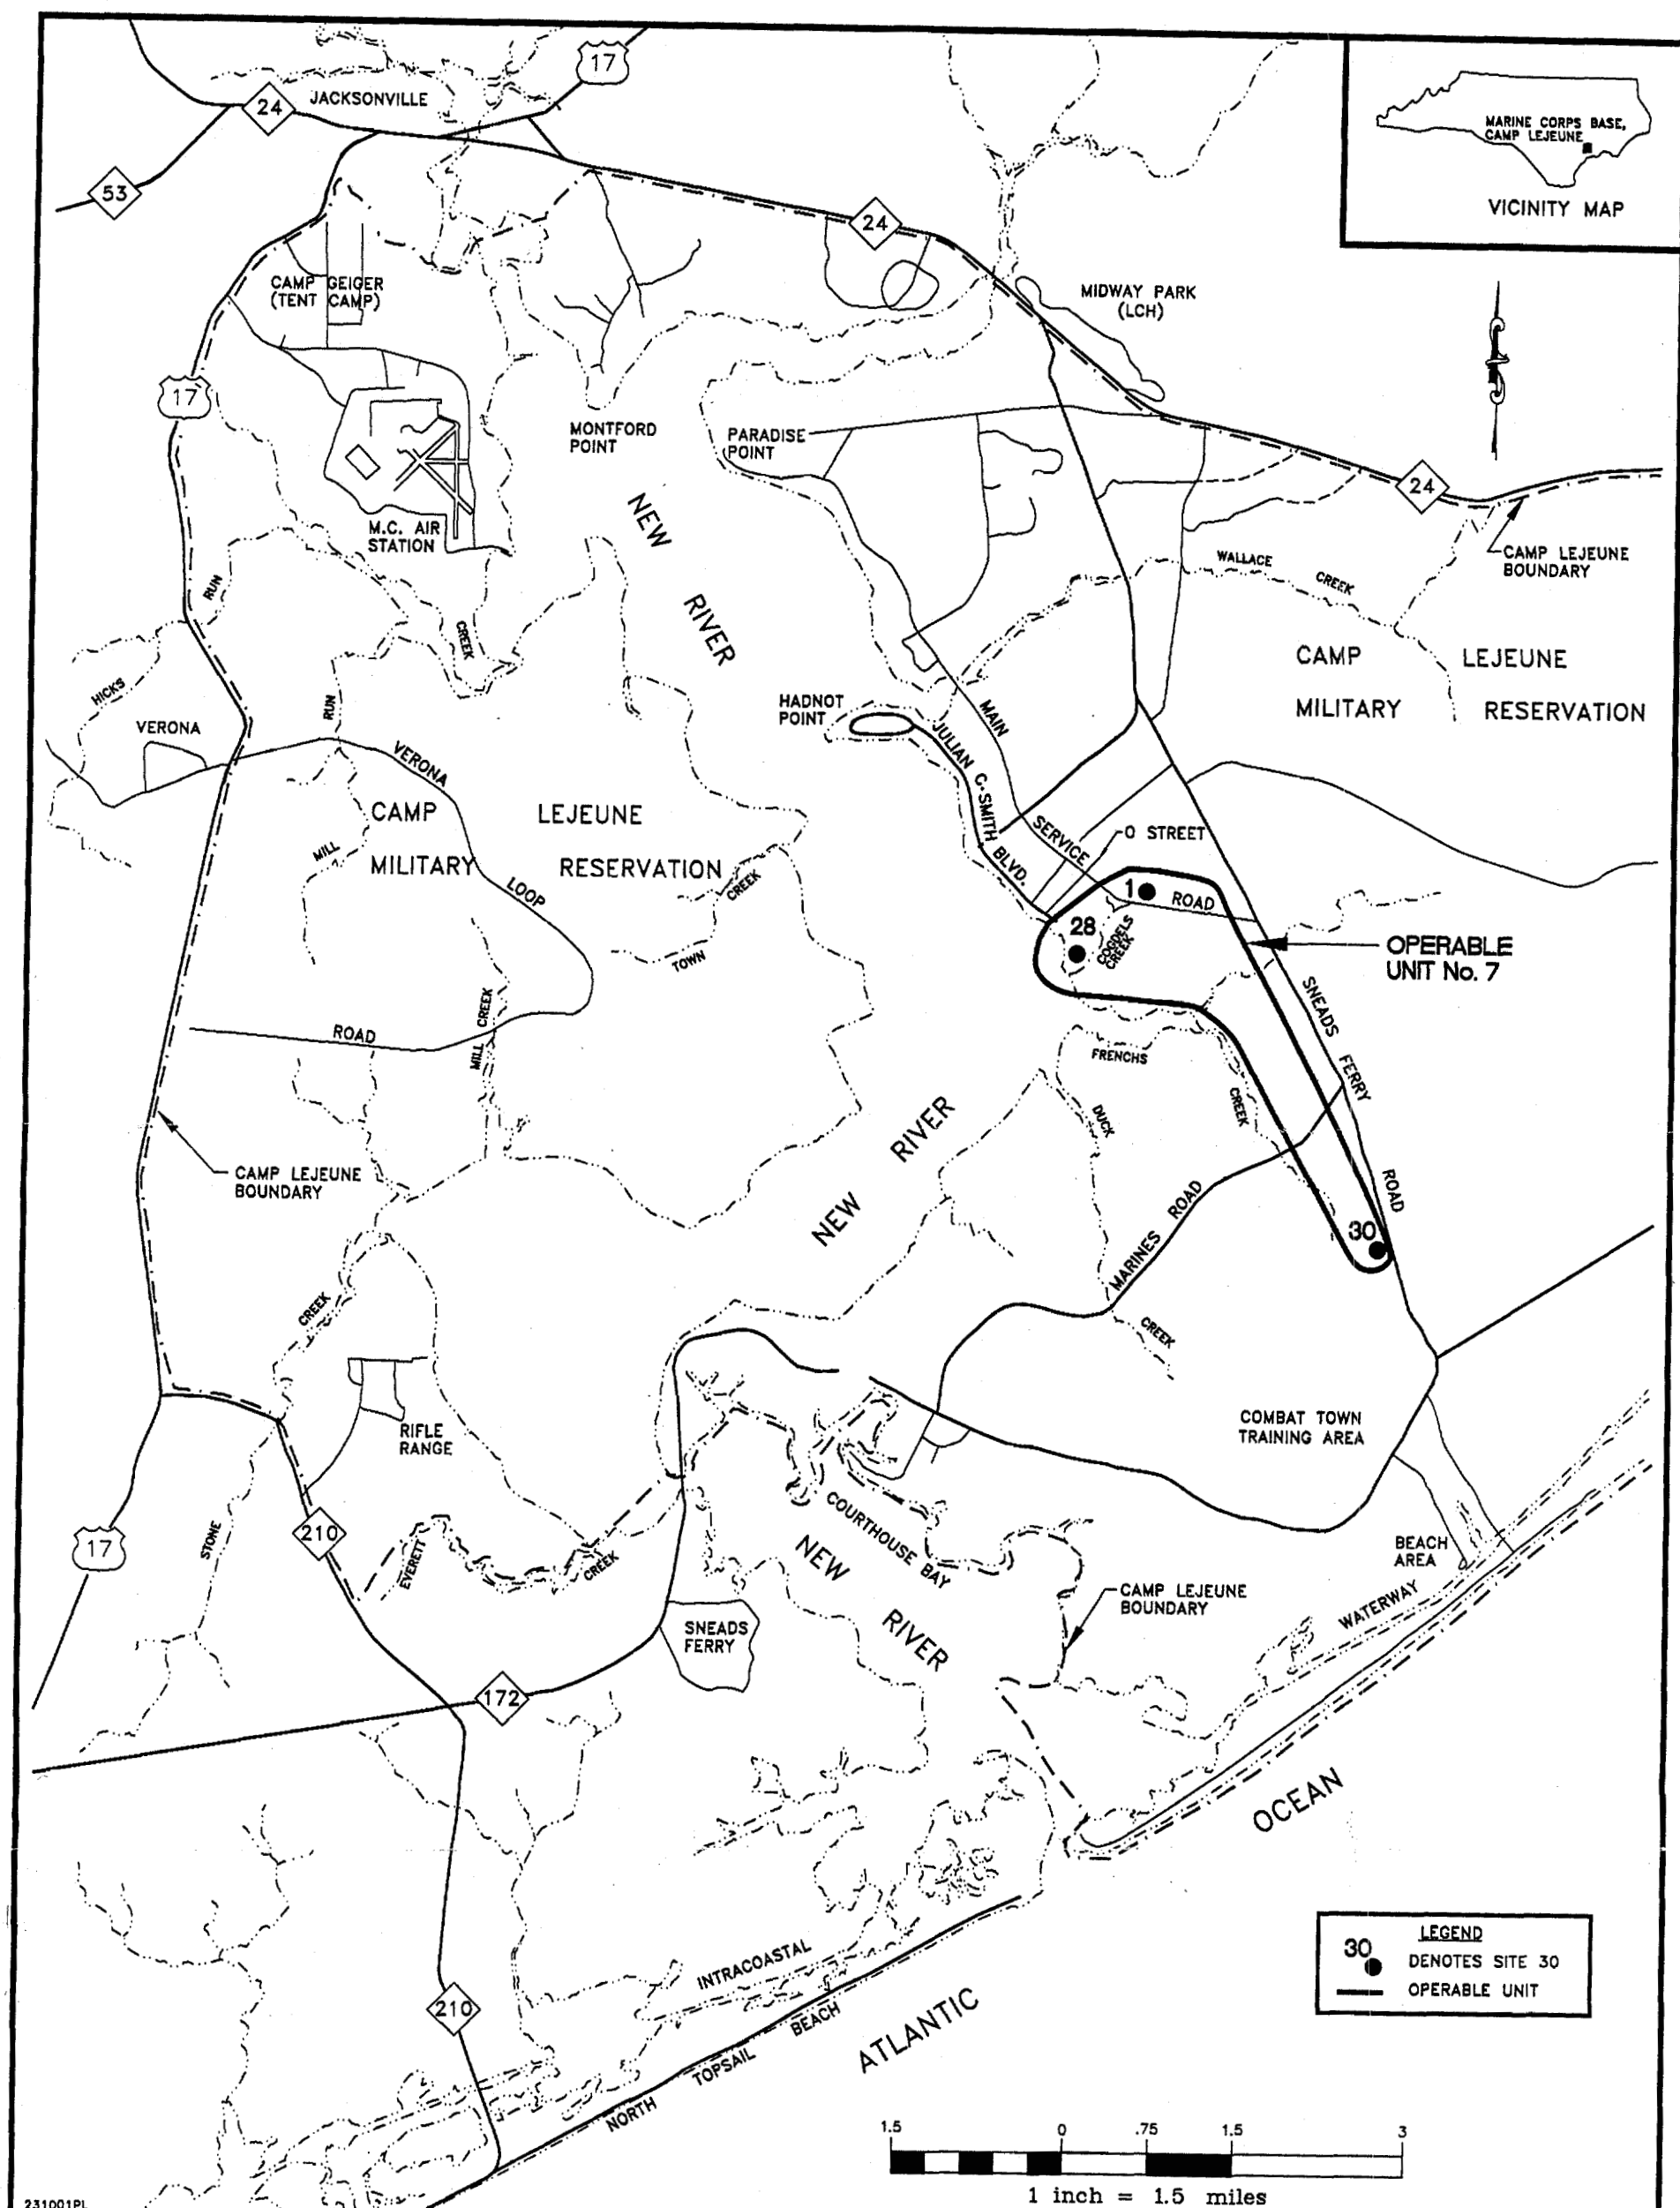 17
24
JACKSONVILLE
53
MARINE CORPS BASE,
CAMP LEJEUNE
VICINITY MAP
24
CAMP GEIGER
(TENT CAMP)
MIDWAY PARK
(LCH)
17
MONTFORD
POINT
PARADISE
POINT
M.C. AIR
STATION
NEW
RIVER
24
CAMP LEJEUNE
BOUNDARY
WALLACE CREEK
RUN
HICKS
CREEK
CAMP LEJEUNE
MILITARY RESERVATION
VERONA
RUN
MILL
HADNOT
POINT
MAIN
JULIAN C. SMITH BLVD.
SERVICE
ROAD
O STREET
VERONA
LOOP
ROAD
CAMP LEJEUNE
MILITARY RESERVATION
TOWN
CREEK
1
28
COGDELS
CREEK
OPERABLE
UNIT No. 7
SNEADS FERRY ROAD
MILL CREEK
FRENCHS
CREEK
DUCK
CREEK
NEW RIVER
CAMP LEJEUNE
BOUNDARY
MARINES ROAD
30
CREEK
STONE
RIFLE
RANGE
COMBAT TOWN
TRAINING AREA
17
210
EVERETT
CREEK
COURTHOUSE BAY
NEW
RIVER
BEACH
AREA
CAMP LEJEUNE
BOUNDARY
WATERWAY
SNEADS
FERRY
172
OCEAN
INTRACOASTAL
210
NORTH TOPSAIL BEACH
ATLANTIC
LEGEND
30 DENOTES SITE 30
OPERABLE UNIT
1.5 0 .75 1.5 3
1 inch = 1.5 miles
231001PL